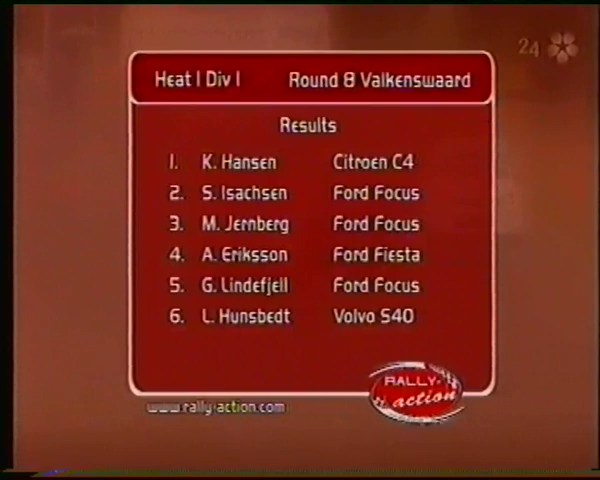 24
Heat 1 Div 1 Round 8 Valkenswaard
Results
1. K. Hansen Citroen C4
2. S. Isachsen Ford Focus
3. M. Jernberg Ford Focus
4. A. Eriksson Ford Fiesta
5. G. Lindefjell Ford Focus
6. L. Hunsbedt Volvo S40
RALLY-
action
www.rally-action.com